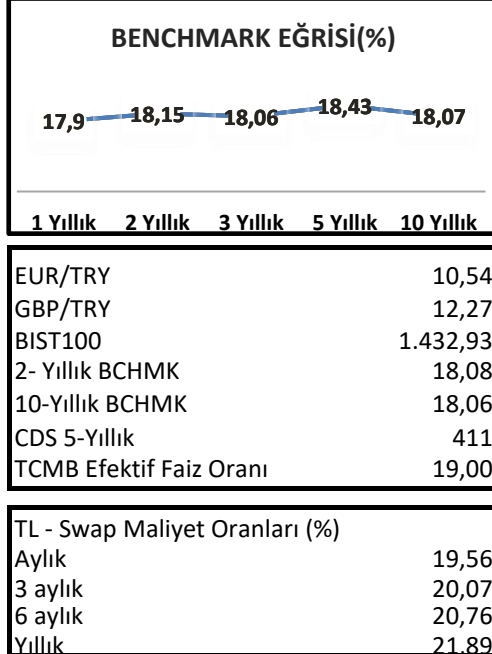 BENCHMARK EĞRİSİ(%)
17,9 18,15 18,06 18,43 18,07
1 Yıllık 2 Yıllık 3 Yıllık 5 Yıllık 10 Yıllık
EUR/TRY 10,54
GBP/TRY 12,27
BIST100 1.432,93
2- Yıllık BCHMK 18,08
10-Yıllık BCHMK 18,06
CDS 5-Yıllık 411
TCMB Efektif Faiz Oranı 19,00
TL - Swap Maliyet Oranları (%)
Aylık 19,56
3 aylık 20,07
6 aylık 20,76
Yıllık 21,89